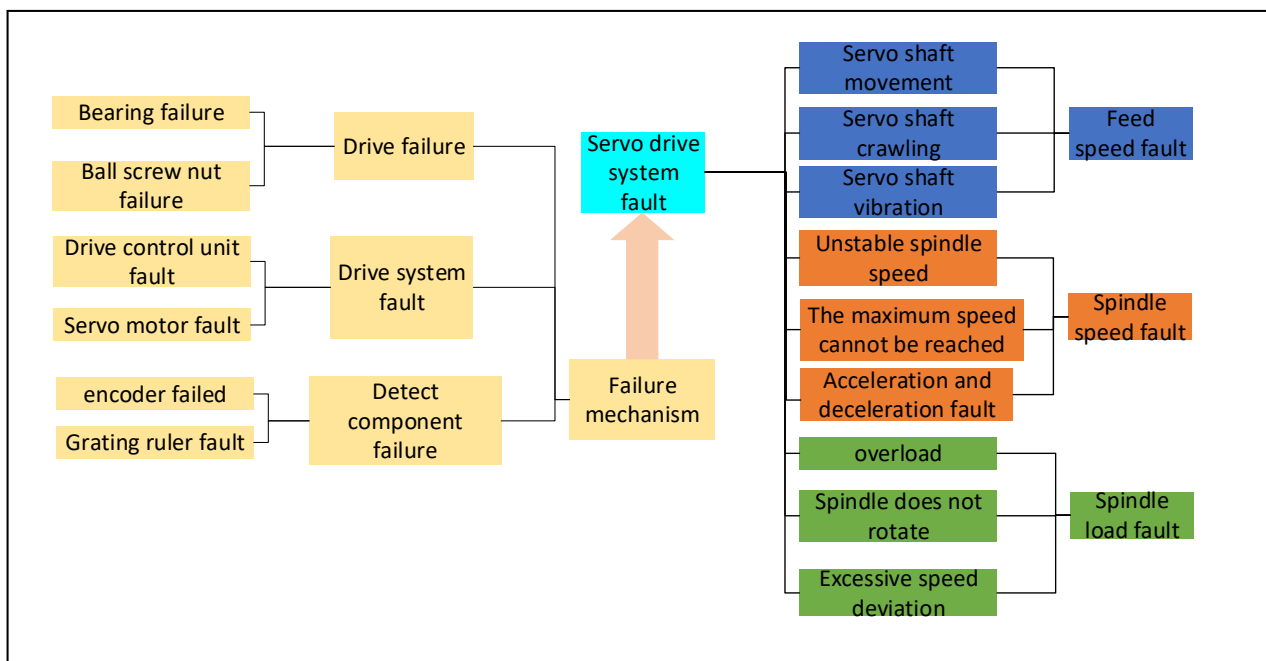 Bearing failure
Ball screw nut
failure
Drive control unit
fault
Servo motor fault
encoder failed
Grating ruler fault
Drive failure
Drive system
fault
Detect
component
failure
Failure
mechanism
Servo drive
system
fault
Servo shaft
movement
Servo shaft
crawling
Servo shaft
vibration
Unstable spindle
speed
The maximum speed
cannot be reached
Acceleration and
deceleration fault
overload
Spindle does not
rotate
Excessive speed
deviation
Feed
speed fault
Spindle
speed fault
Spindle
load fault